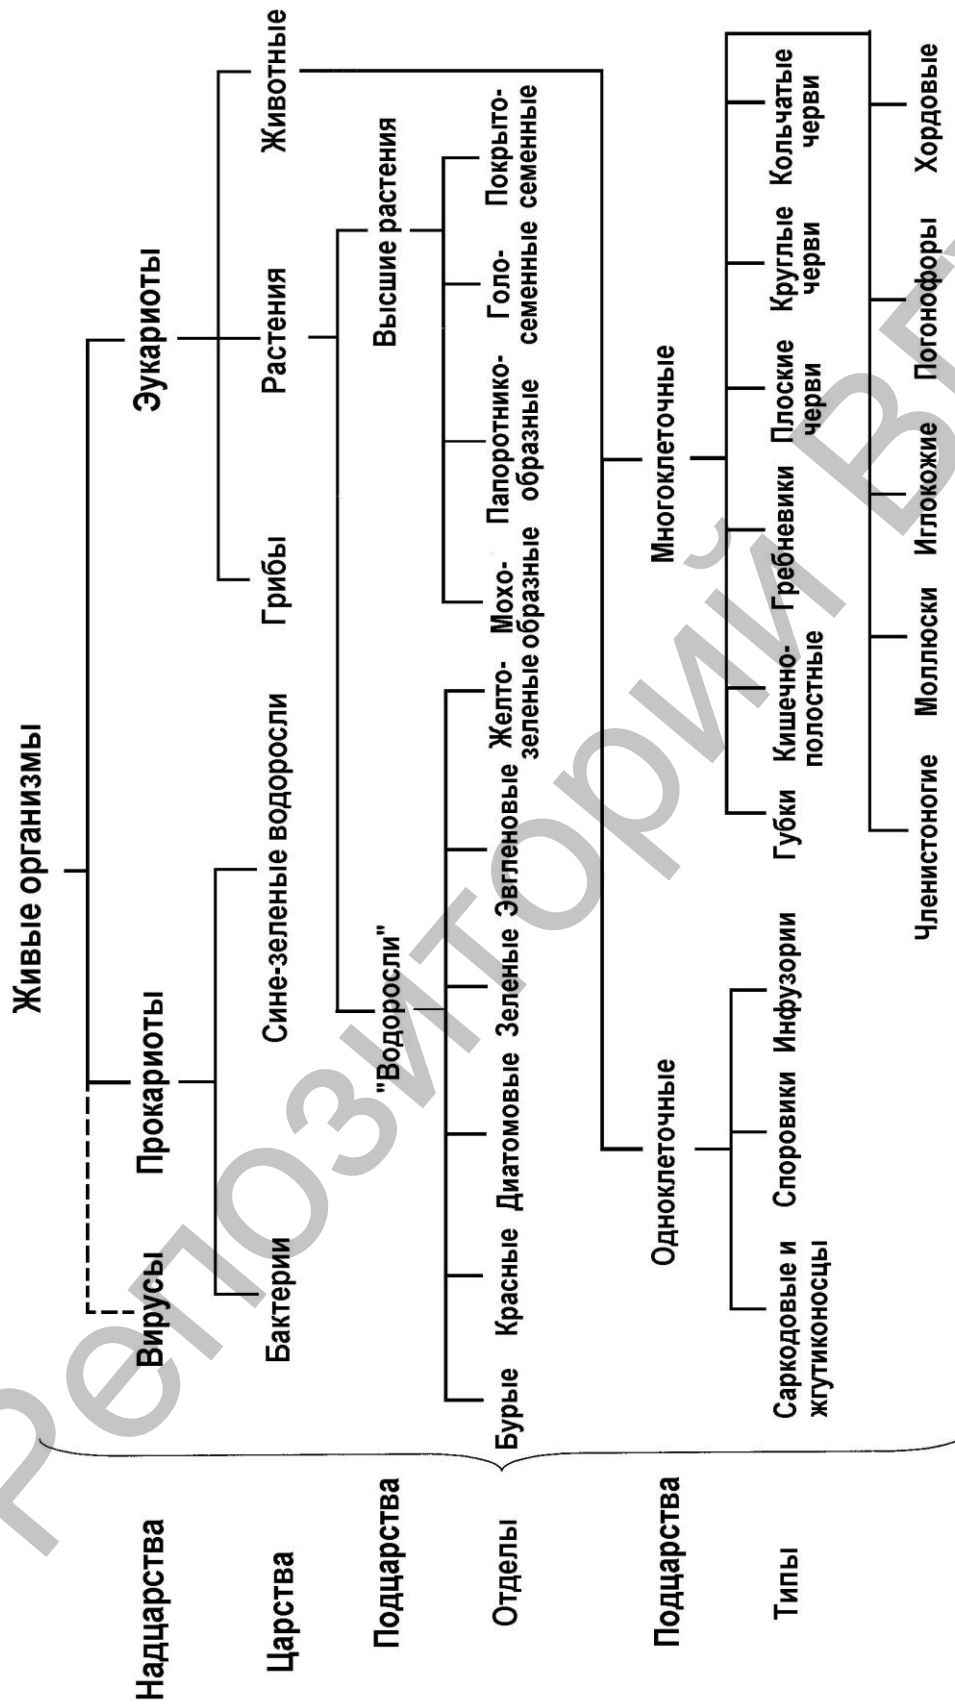 Живые организмы
Надцарства
Вирусы
Прокариоты
Эукариоты
Царства
Бактерии
Сине-зеленые водоросли
Грибы
Растения
Животные
Подцарства
"Водоросли"
Высшие растения
Отделы
Бурые
Красные
Диатомовые
Зеленые
Эвгленовые
Желто-
зеленые
Мохо-
образные
Папоротнико-
образные
Голо-
семенные
Покрыто-
семенные
Подцарства
Одноклеточные
Многоклеточные
Типы
Саркодовые и
жгутиконосцы
Споровики
Инфузории
Губки
Кишечно-
полостные
Гребневики
Плоские
черви
Круглые
черви
Кольчатые
черви
Членистоногие
Моллюски
Иглокожие
Погонофоры
Хордовые
Репозиторий